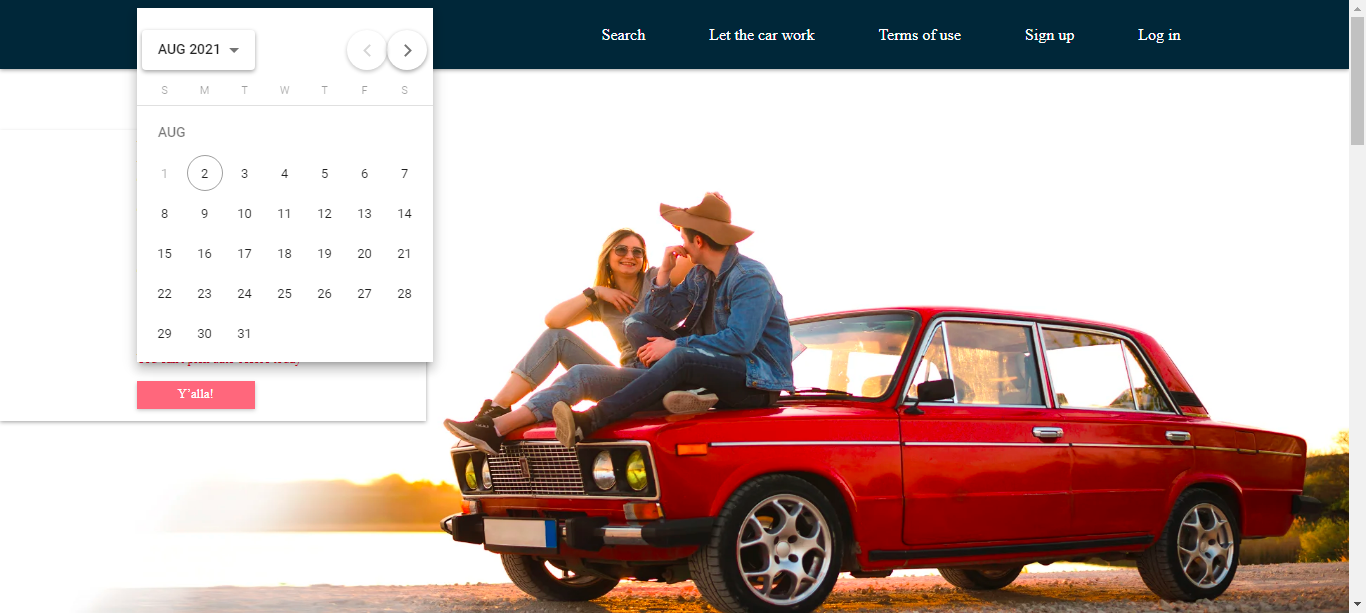 Search Let the car work Terms of use Sign up Log in
AUG 2021
S M T W T F S
AUG
1 2 3 4 5 6 7
8 9 10 11 12 13 14
15 16 17 18 19 20 21
22 23 24 25 26 27 28
29 30 31
Y'alla!